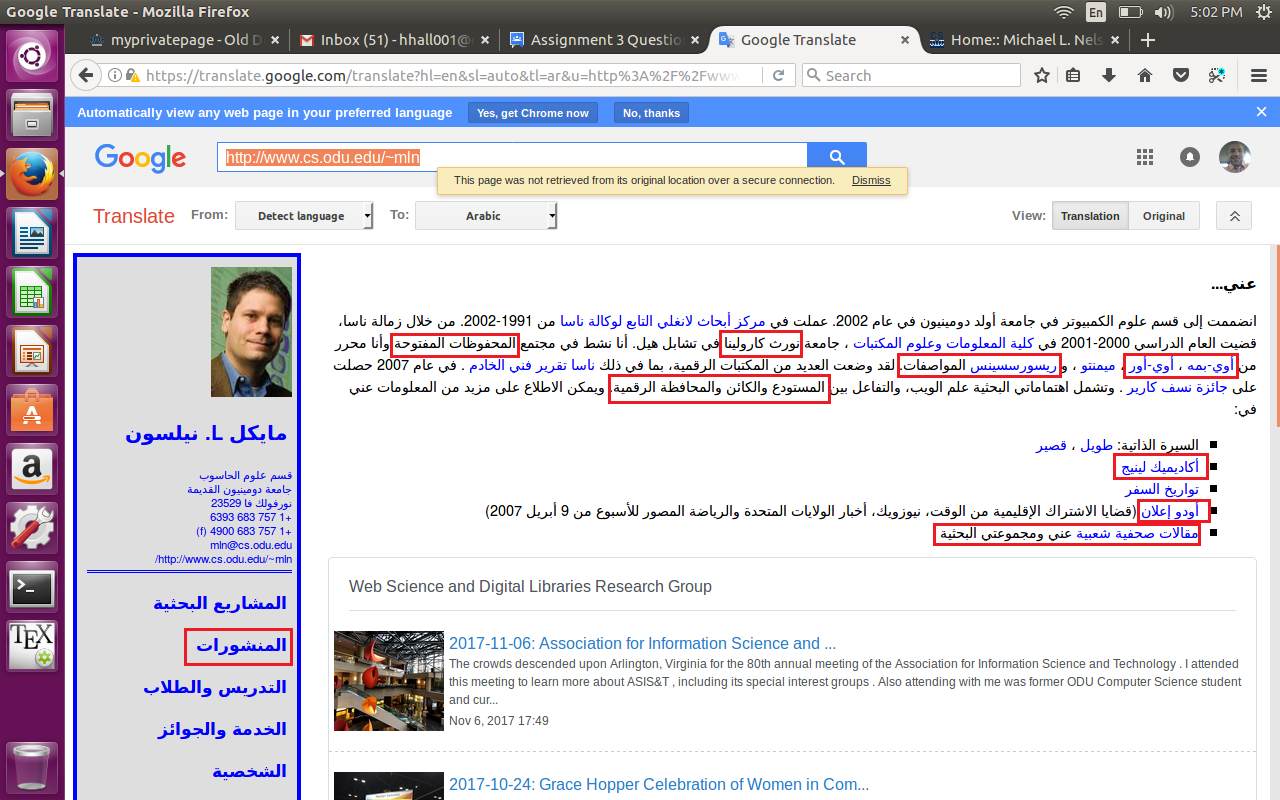 Google Translate - Mozilla Firefox
En
5:02 PM
myprivatepage - Old D
Inbox (51) - hhall001@
Assignment 3 Questio
Google Translate
Home:: Michael L. Nels
https://translate.google.com/translate?hl=en&sl=auto&tl=ar&u=http%3A%2F%2Fwww
Search
Automatically view any web page in your preferred language
Yes, get Chrome now
No, thanks
Google
http://www.cs.odu.edu/~mln
This page was not retrieved from its original location over a secure connection.
Dismiss
Translate
From:
Detect language
To:
Arabic
View:
Translation
Original
مايكل L. نيلسون
قسم علوم الحاسوب
جامعة دومينيون القديمة
نورفولك فا 23529
+1 757 683 6393
+1 757 683 4900 (f)
mln@cs.odu.edu
http://www.cs.odu.edu/~mln/
المشاريع البحثية
المنشورات
التدريس والطلاب
الخدمة والجوائز
الشخصية
عني...
انضممت إلى قسم علوم الكمبيوتر في جامعة أولد دومينيون في عام 2002. عملت في مركز أبحاث لانغلي التابع لوكالة ناسا من 1991-2002. من خلال زمالة ناسا،
قضيت العام الدراسي 2000-2001 في كلية المعلومات وعلوم المكتبات ، جامعة نورث كارولينا في تشابل هيل. أنا نشط في مجتمع المحفوظات المفتوحة وأنا محرر
من أوي-بمه ، أوي-أور ، ميمنتو ، و ريسورسسينس المواصفات. لقد وضعت العديد من المكتبات الرقمية، بما في ذلك ناسا تقرير فني الخادم . في عام 2007 حصلت
على جائزة نسف كارير . وتشمل اهتماماتي البحثية علم الويب، والتفاعل بين المستودع والكائن والمحافظة الرقمية. ويمكن الاطلاع على مزيد من المعلومات عني
في:
السيرة الذاتية: طويل ، قصير
أكاديميك لينيج
تواريخ السفر
أودو إعلان (قضايا الاشتراك الإقليمية من الوقت، نيوزويك، أخبار الولايات المتحدة والرياضة المصور للأسبوع من 9 أبريل 2007)
مقالات صحفية شعبية عني ومجموعتي البحثية
Web Science and Digital Libraries Research Group
2017-11-06: Association for Information Science and ...
The crowds descended upon Arlington, Virginia for the 80th annual meeting of the Association for Information Science and Technology . I attended
this meeting to learn more about ASIS&T , including its special interest groups . Also attending with me was former ODU Computer Science student
and cur...
Nov 6, 2017 17:49
2017-10-24: Grace Hopper Celebration of Women in Com...
TEX